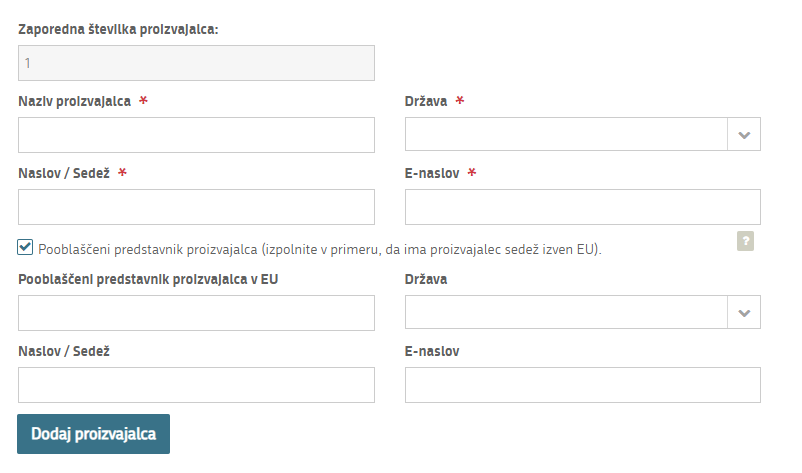 Zaporedna številka proizvajalca:
1
Naziv proizvajalca *
Država *
Naslov / Sedež *
E-naslov *
Pooblaščeni predstavnik proizvajalca (izpolnite v primeru, da ima proizvajalec sedež izven EU).
?
Pooblaščeni predstavnik proizvajalca v EU
Država
Naslov / Sedež
E-naslov
Dodaj proizvajalca